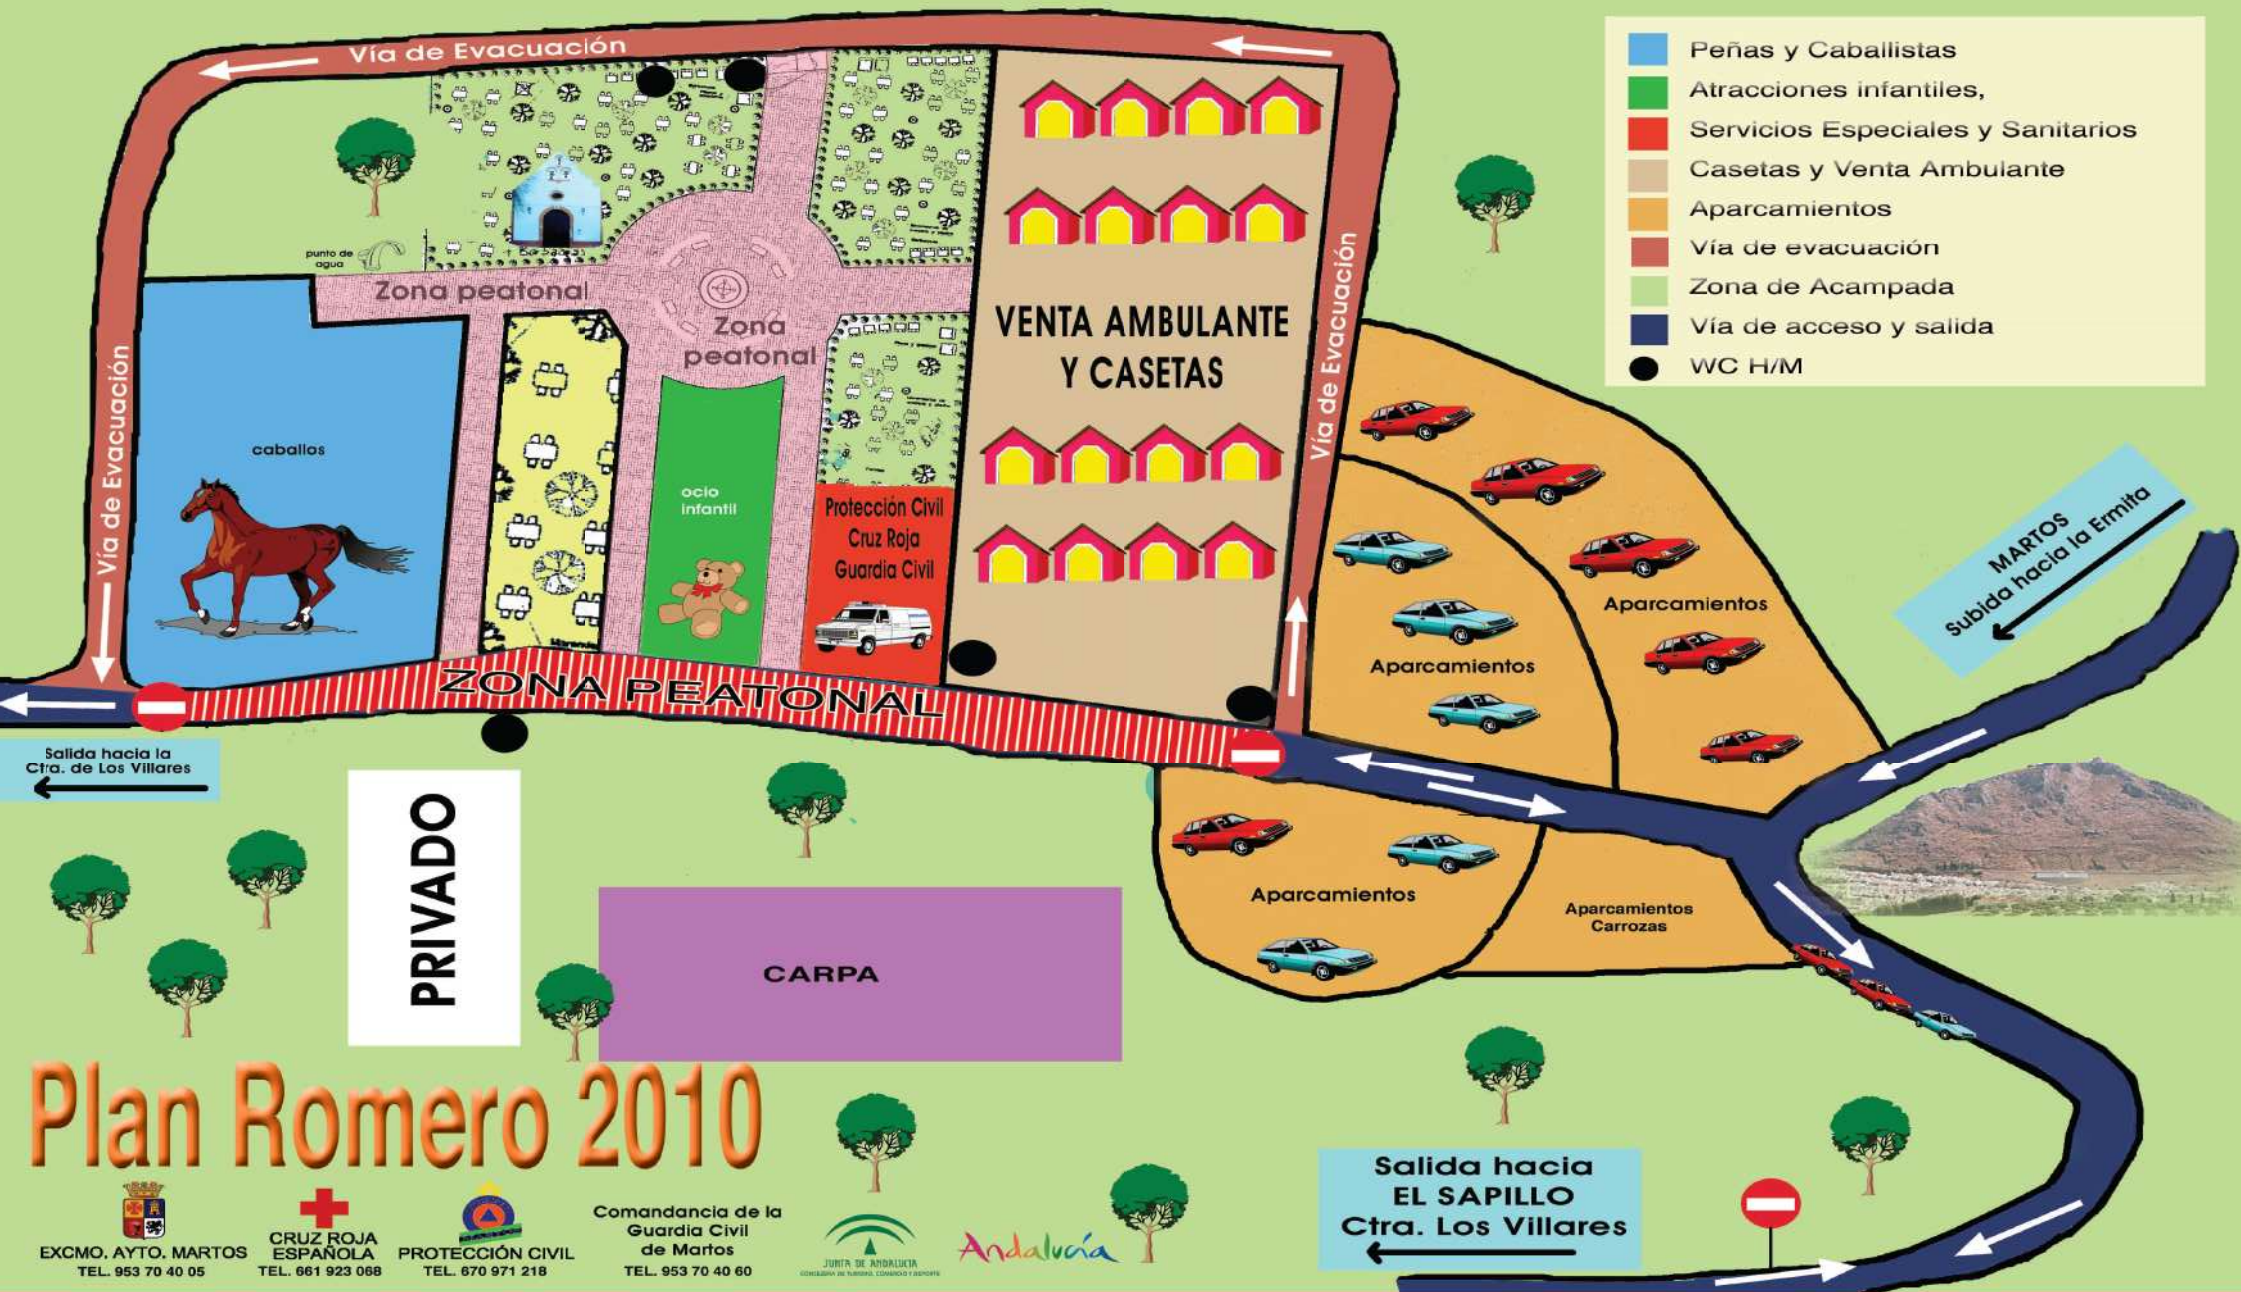 Vía de Evacuación
Peñas y Caballistas
Atracciones infantiles,
Servicios Especiales y Sanitarios
Casetas y Venta Ambulante
Aparcamientos
Vía de evacuación
Zona de Acampada
Vía de acceso y salida
WC H/M
punto de
agua
Zona peatonal
Zona
peatonal
VENTA AMBULANTE
Y CASETAS
Vía de Evacuación
Vía de Evacuación
caballos
ocio
infantil
Protección Civil
Cruz Roja
Guardia Civil
MARTOS
Subida hacia la Ermita
Aparcamientos
Aparcamientos
ZONA PEATONAL
Salida hacia la
Ctra. de Los Villares
PRIVADO
CARPA
Aparcamientos
Aparcamientos
Carrozas
Plan Romero 2010
Salida hacia
EL SAPILLO
Ctra. Los Villares
EXCMO. AYTO. MARTOS
TEL. 953 70 40 05
CRUZ ROJA
ESPAÑOLA
TEL. 661 923 068
PROTECCIÓN CIVIL
TEL. 670 971 218
Comandancia de la
Guardia Civil
de Martos
TEL. 953 70 40 60
JUNTA DE ANDALUCIA
CONSEJERIA DE TURISMO, COMERCIO Y DEPORTE
Andalucía